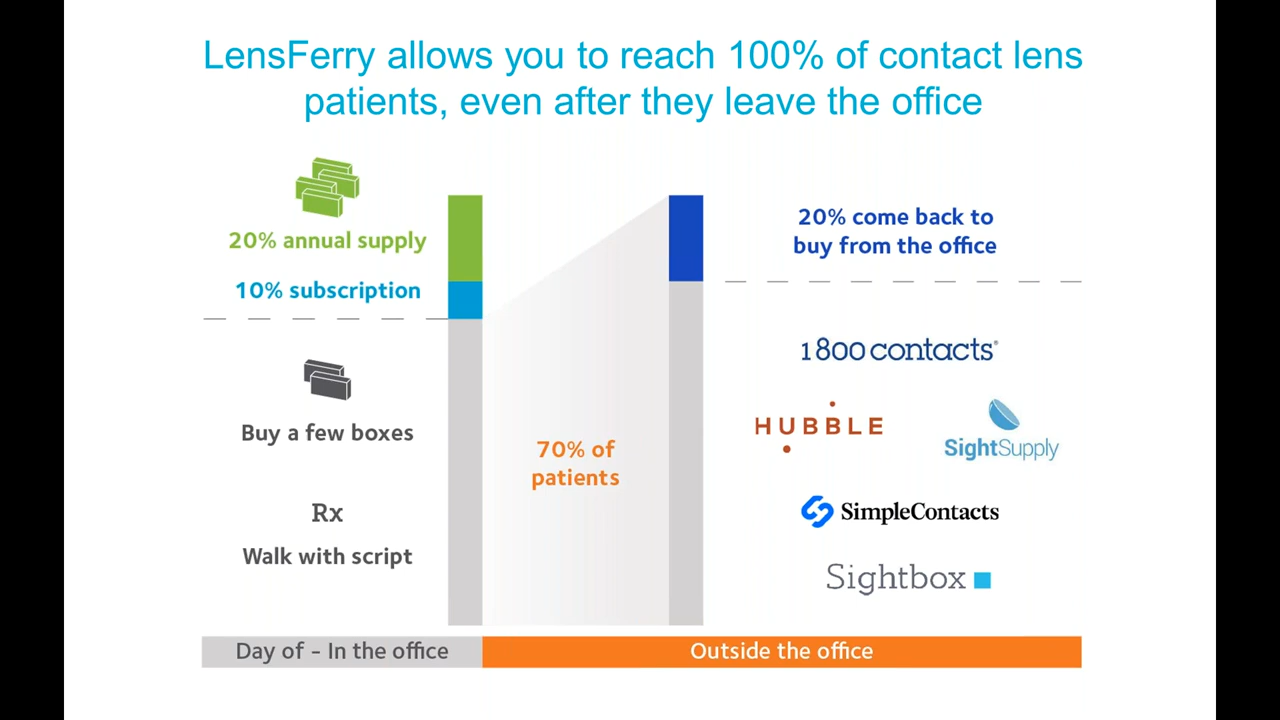 LensFerry allows you to reach 100% of contact lens
patients, even after they leave the office
20% annual supply
10% subscription
Buy a few boxes
Rx
Walk with script
70% of
patients
20% come back to
buy from the office
1800 contacts®
HUBBLE
SightSupply
SimpleContacts
Sightbox
Day of - In the office
Outside the office